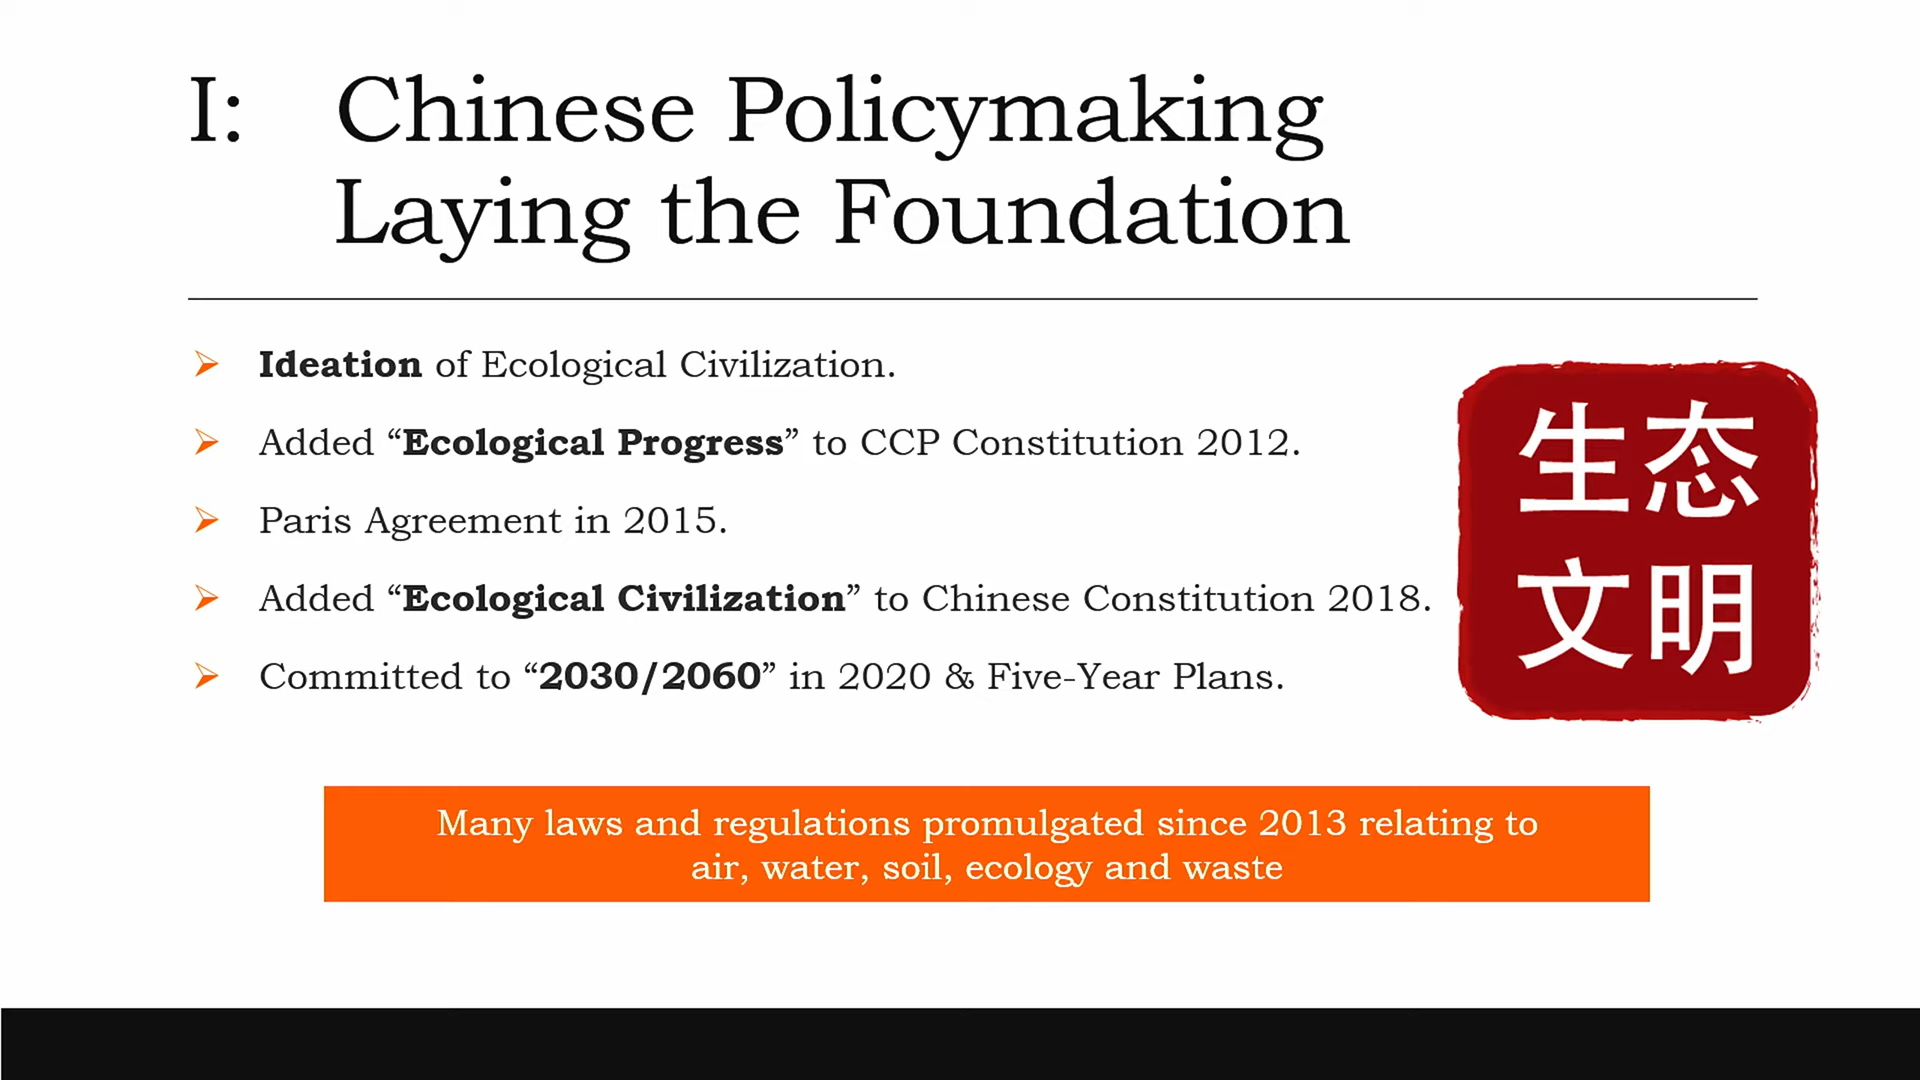 I: Chinese Policymaking
Laying the Foundation
Ideation of Ecological Civilization.
Added “Ecological Progress” to CCP Constitution 2012.
Paris Agreement in 2015.
Added “Ecological Civilization” to Chinese Constitution 2018.
Committed to “2030/2060” in 2020 & Five-Year Plans.
生态
文明
Many laws and regulations promulgated since 2013 relating to
air, water, soil, ecology and waste